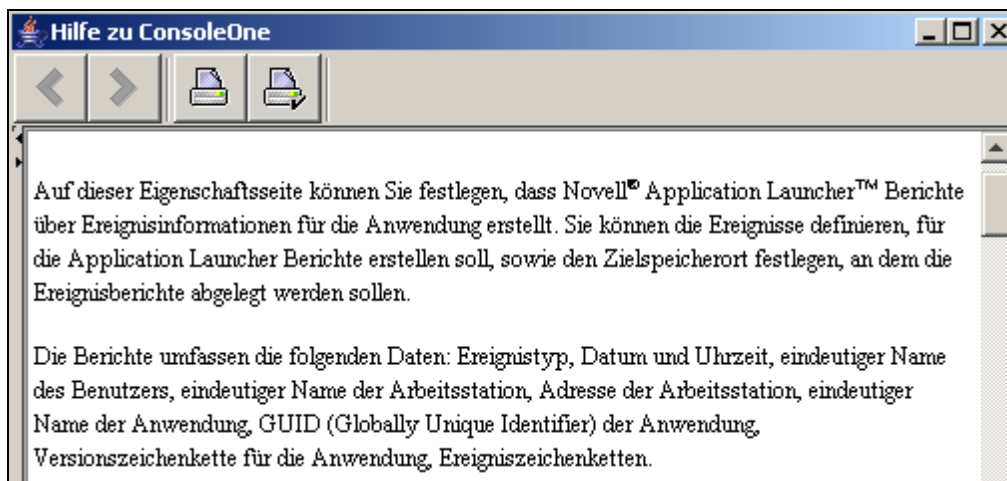 Hilfe zu ConsoleOne
Auf dieser Eigenschaftsseite können Sie festlegen, dass Novell® Application Launcher™ Berichte
über Ereignisinformationen für die Anwendung erstellt. Sie können die Ereignisse definieren, für
die Application Launcher Berichte erstellen soll, sowie den Zielspeicherort festlegen, an dem die
Ereignisberichte abgelegt werden sollen.
Die Berichte umfassen die folgenden Daten: Ereignistyp, Datum und Uhrzeit, eindeutiger Name
des Benutzers, eindeutiger Name der Arbeitsstation, Adresse der Arbeitsstation, eindeutiger
Name der Anwendung, GUID (Globally Unique Identifier) der Anwendung,
Versionszeichenkette für die Anwendung, Ereigniszeichenketten.